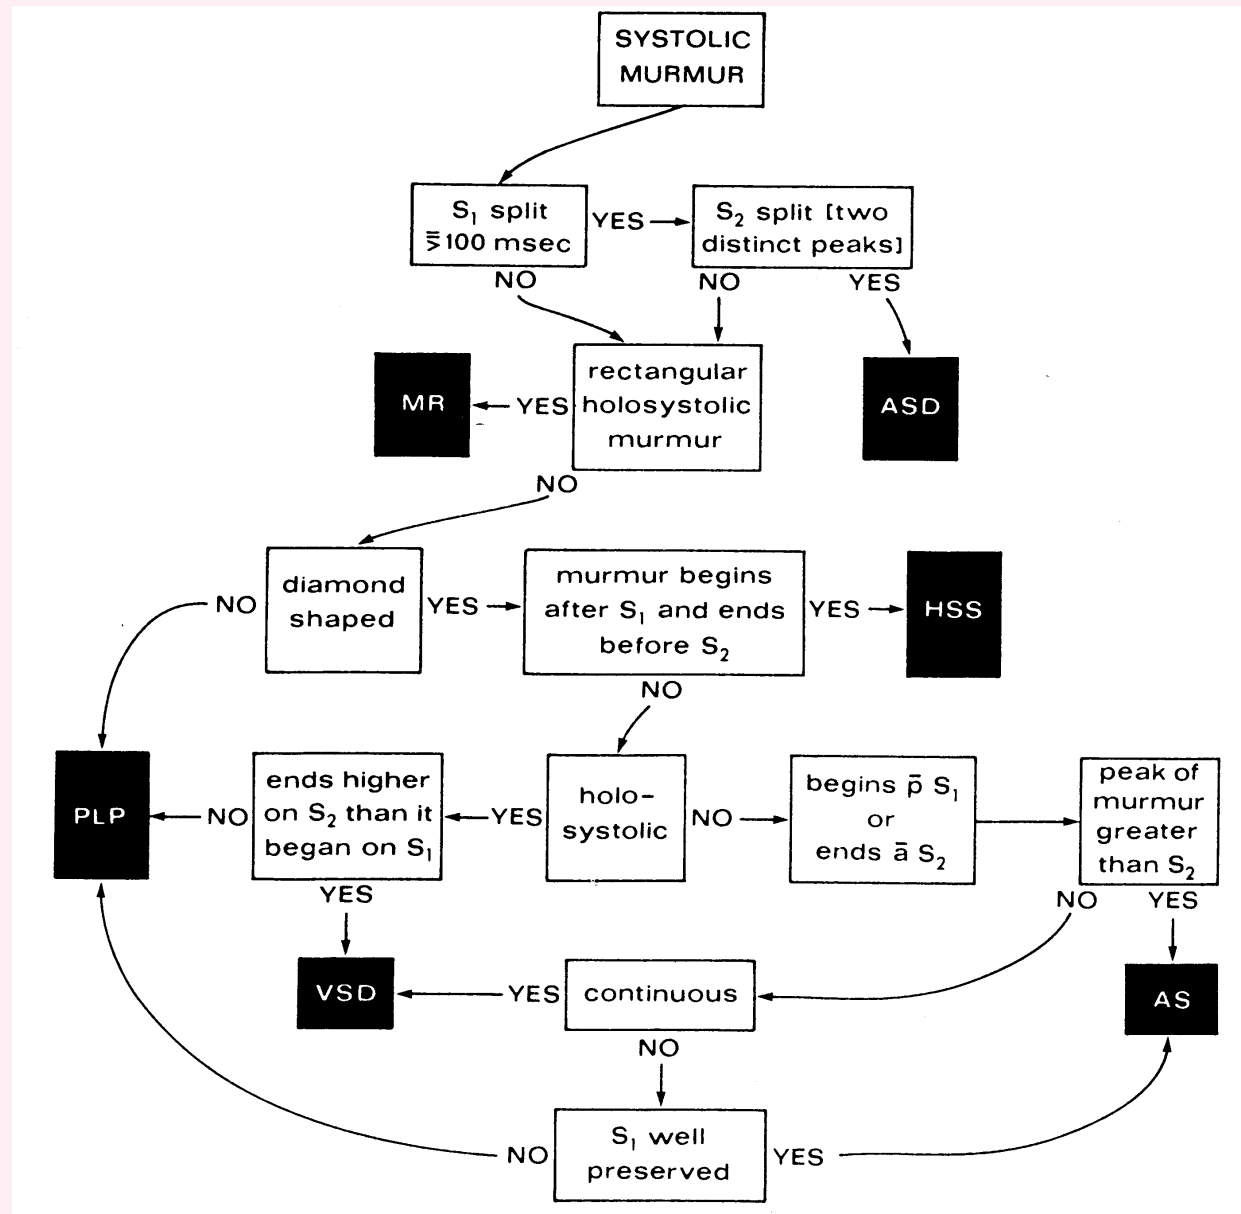 SYSTOLIC
MURMUR
S₁ split
≧100 msec
YES
S₂ split [two
distinct peaks]
NO
NO
YES
MR
YES
rectangular
holosystolic
murmur
ASD
NO
diamond
shaped
NO
YES
murmur begins
after S₁ and ends
before S₂
YES
HSS
NO
PLP
NO
ends higher
on S₂ than it
began on S₁
YES
holo-
systolic
NO
begins p̄ S₁
or
ends ā S₂
peak of
murmur
greater
than S₂
YES
NO
YES
VSD
YES
continuous
AS
NO
NO
S₁ well
preserved
YES